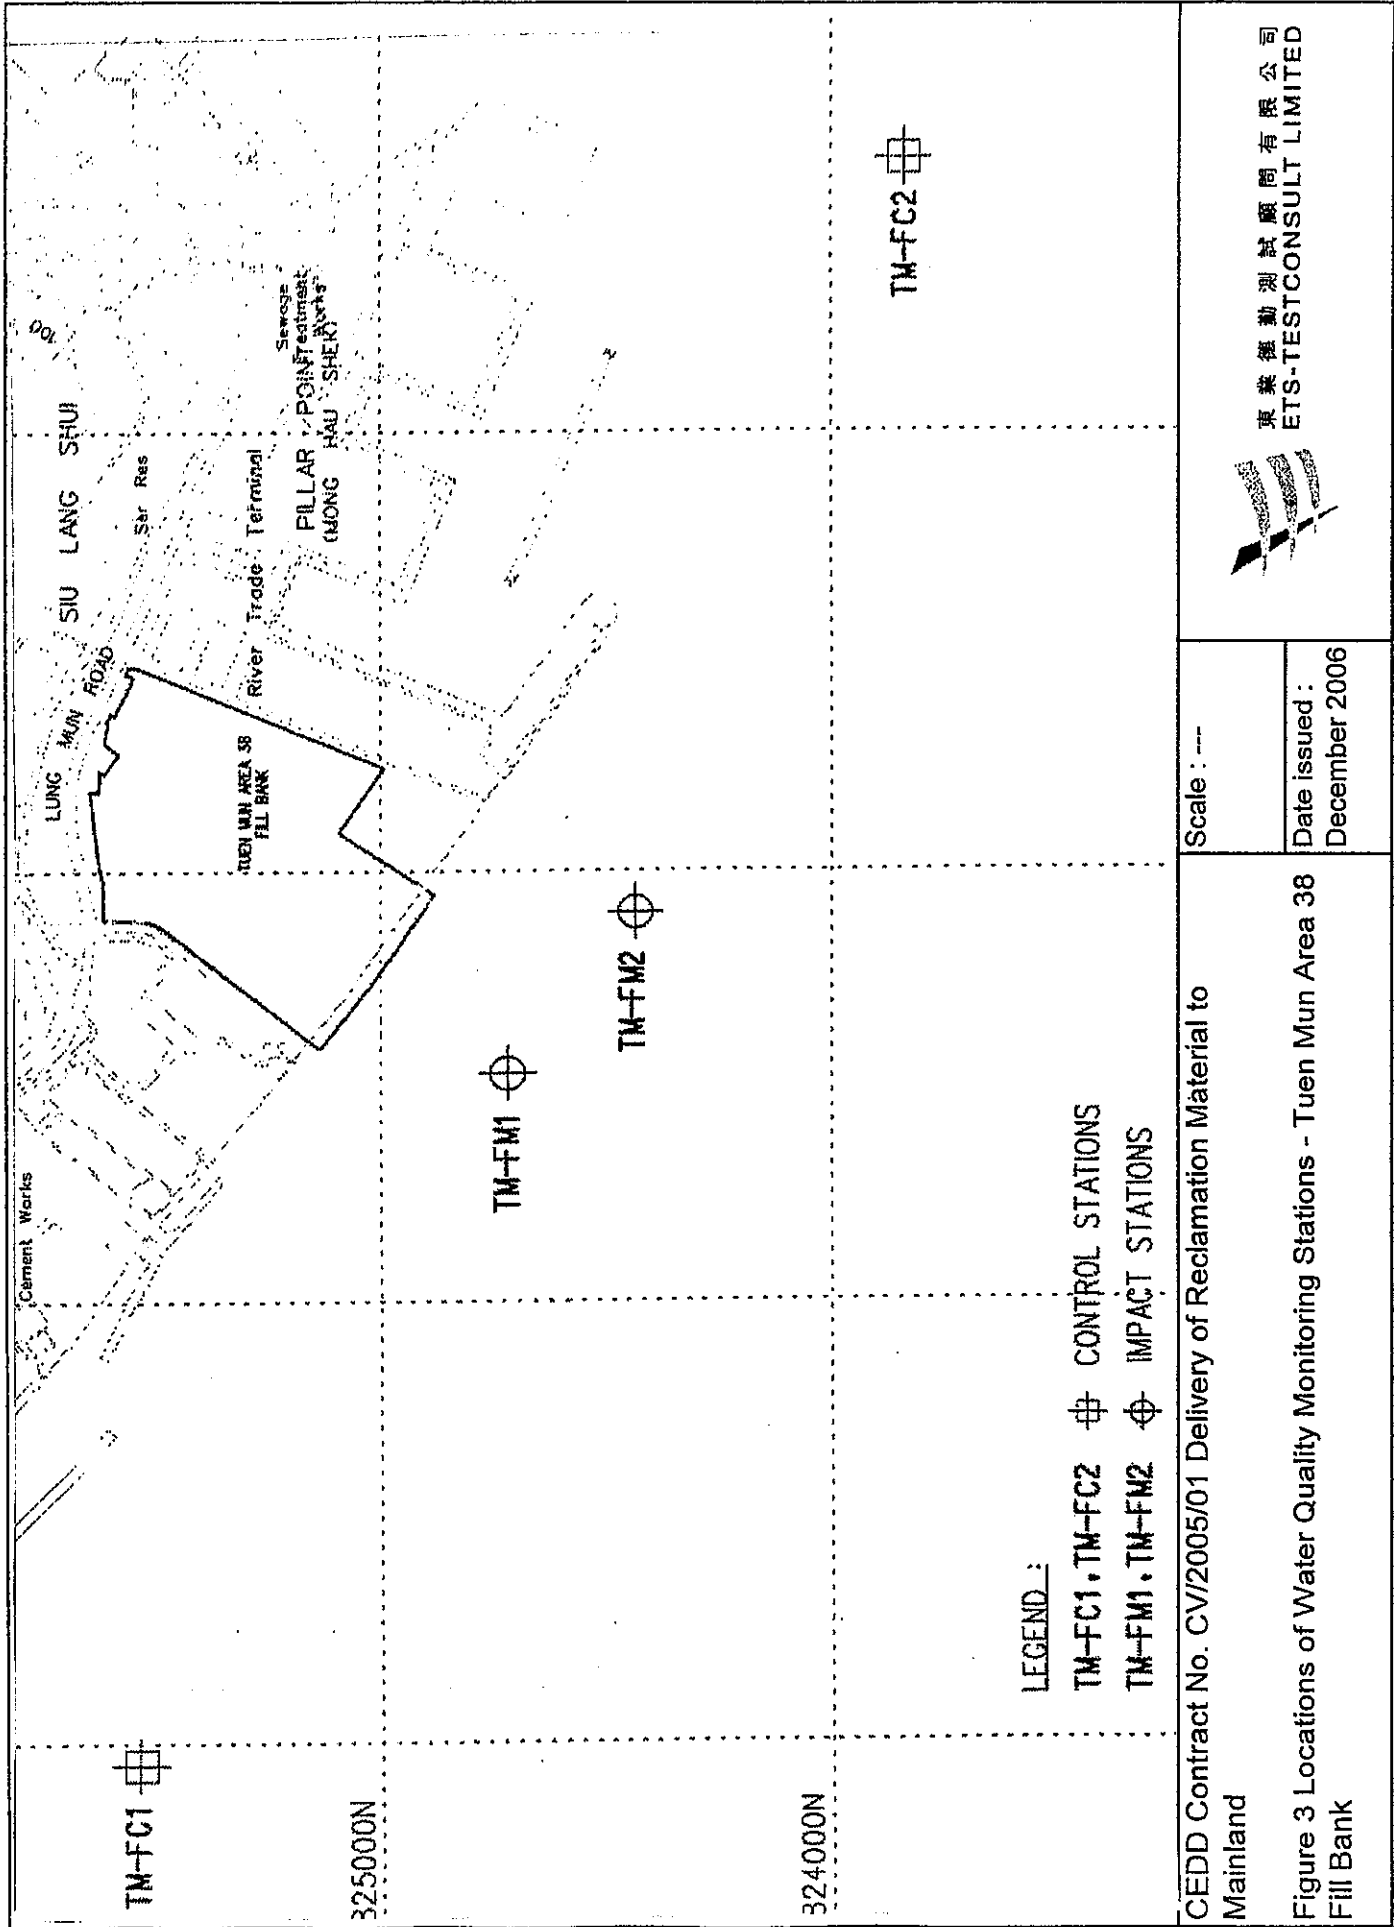 Cement Works
LUNG MUN ROAD
SIU LANG SHUI
100
Ser Res
TUEN MUN AREA 38
FILL BANK
River Trade Terminal
Sewage
Treatment
Works
PILLAR POINT
(MONG HAU SHEK)
TM-FC1
825000N
TM-FM1
TM-FM2
824000N
TM-FC2
LEGEND :
TM-FC1,TM-FC2 CONTROL STATIONS
TM-FM1,TM-FM2 IMPACT STATIONS
CEDD Contract No. CV/2005/01 Delivery of Reclamation Material to
Mainland
Figure 3 Locations of Water Quality Monitoring Stations - Tuen Mun Area 38
Fill Bank
Scale : ---
Date issued :
December 2006
東業德勤測試顧問有限公司
ETS-TESTCONSULT LIMITED